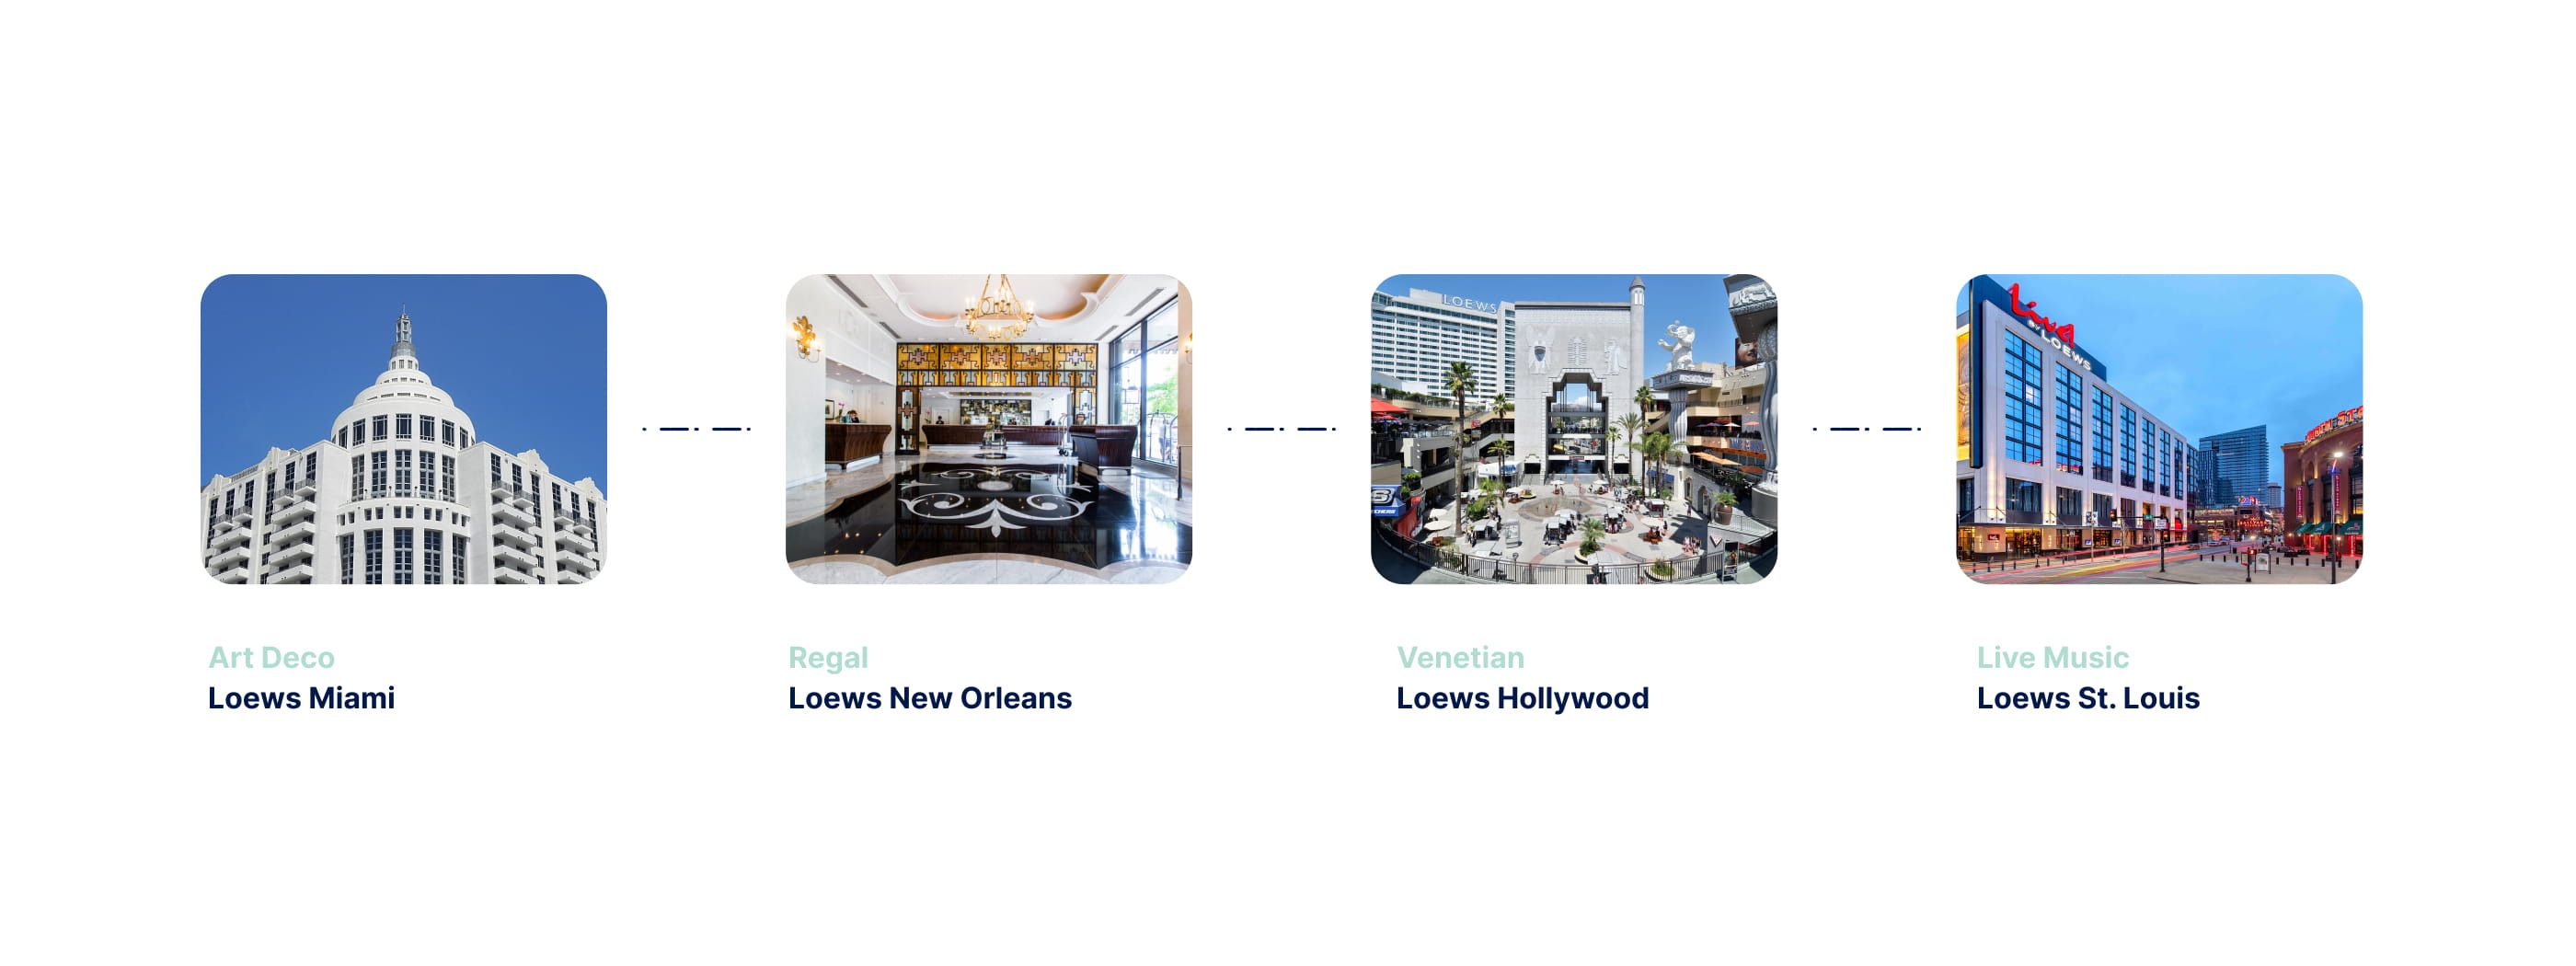 LOEWS
Live
BY LOEWS
Art Deco
Loews Miami
Regal
Loews New Orleans
Venetian
Loews Hollywood
Live Music
Loews St. Louis